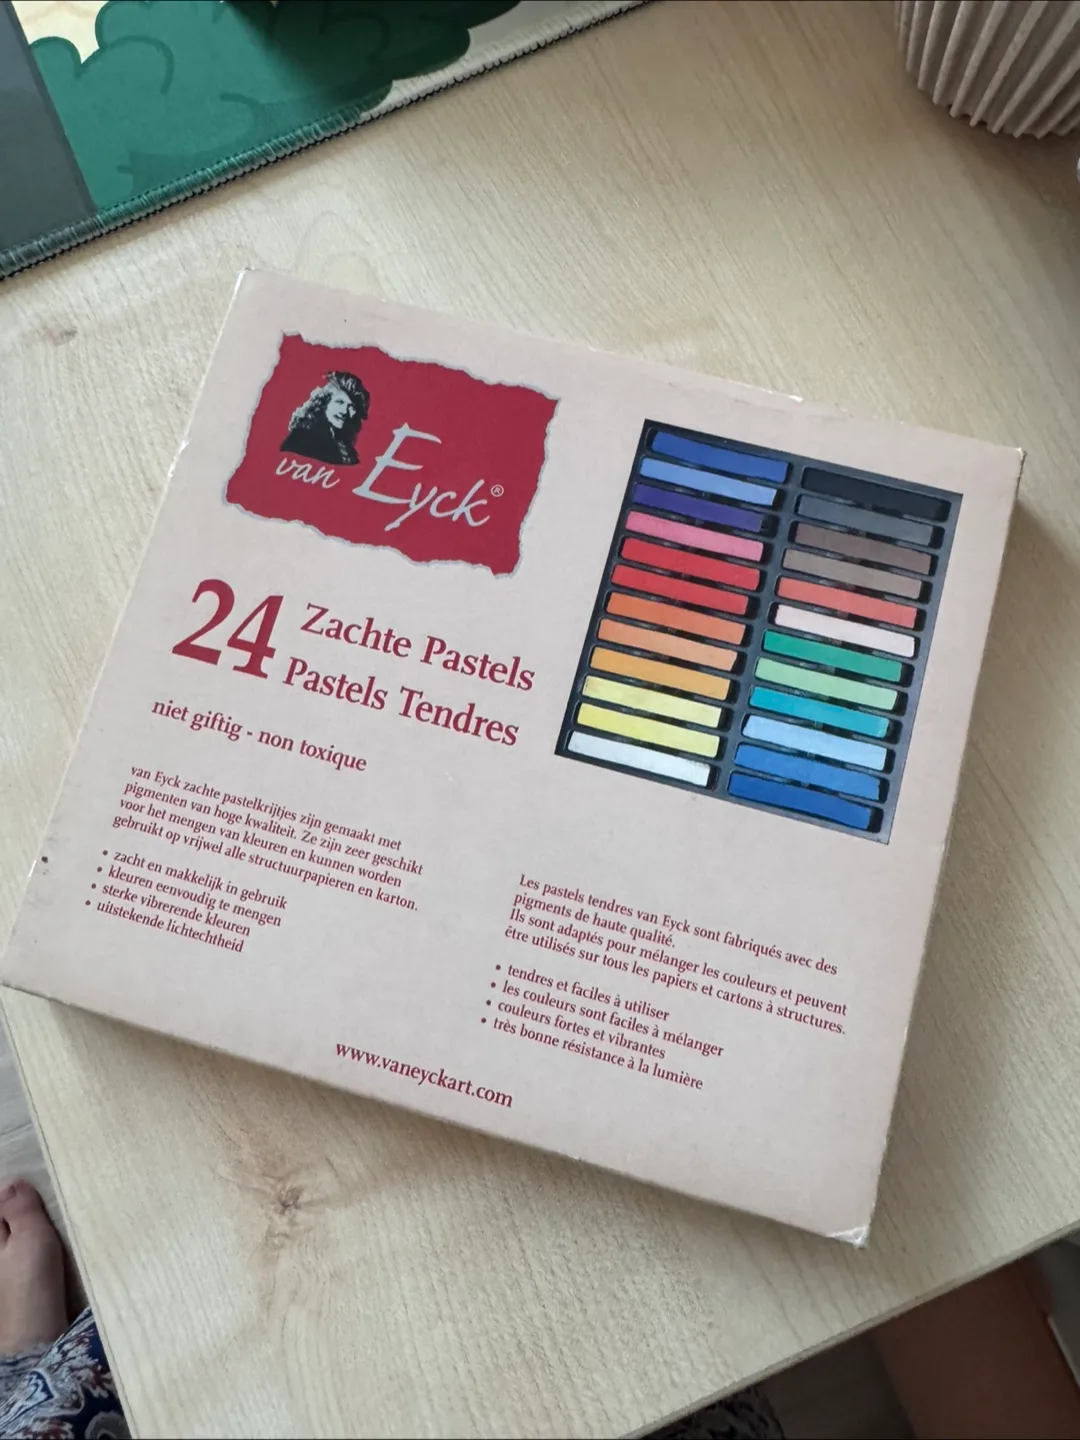 van Eyck®
24 Zachte Pastels
Pastels Tendres
niet giftig - non toxique
van Eyck zachte pastelkrijtjes zijn gemaakt met
pigmenten van hoge kwaliteit. Ze zijn zeer geschikt
voor het mengen van kleuren en kunnen worden
gebruikt op vrijwel alle structuurpapieren en karton.
• zacht en makkelijk in gebruik
• kleuren eenvoudig te mengen
• sterke vibrerende kleuren
• uitstekende lichtechtheid
Les pastels tendres van Eyck sont fabriqués avec des
pigments de haute qualité.
Ils sont adaptés pour mélanger les couleurs et peuvent
être utilisés sur tous les papiers et cartons à structures.
• tendres et faciles à utiliser
• les couleurs sont faciles à mélanger
• couleurs fortes et vibrantes
• très bonne résistance à la lumière
www.vaneyckart.com